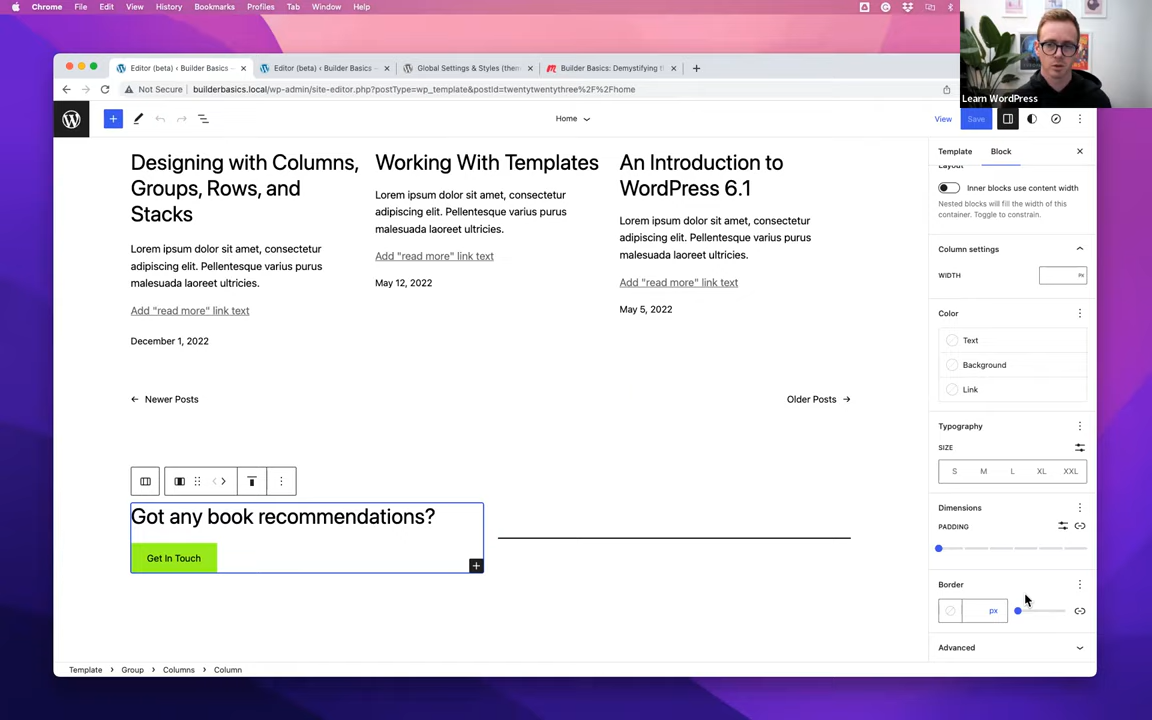 Chrome File Edit View History Bookmarks Profiles Tab Window Help
Editor (beta) ‹ Builder Basics –
Editor (beta) ‹ Builder Basics –
Global Settings & Styles (them
Builder Basics: Demystifying t
Not Secure builderbasics.local/wp-admin/site-editor.php?postType=wp_template&postId=twentytwentythree%2F%2Fhome
Learn WordPress
Home
View
Save
Template
Block
Designing with Columns,
Groups, Rows, and
Stacks
Lorem ipsum dolor sit amet, consectetur
adipiscing elit. Pellentesque varius purus
malesuada laoreet ultricies.
Add "read more" link text
December 1, 2022
Working With Templates
Lorem ipsum dolor sit amet, consectetur
adipiscing elit. Pellentesque varius purus
malesuada laoreet ultricies.
Add "read more" link text
May 12, 2022
An Introduction to
WordPress 6.1
Lorem ipsum dolor sit amet, consectetur
adipiscing elit. Pellentesque varius purus
malesuada laoreet ultricies.
Add "read more" link text
May 5, 2022
← Newer Posts
Older Posts →
Got any book recommendations?
Get In Touch
Layout
Inner blocks use content width
Nested blocks will fill the width of this
container. Toggle to constrain.
Column settings
WIDTH
PX
Color
Text
Background
Link
Typography
SIZE
S M L XL XXL
Dimensions
PADDING
Border
px
Advanced
Template › Group › Columns › Column